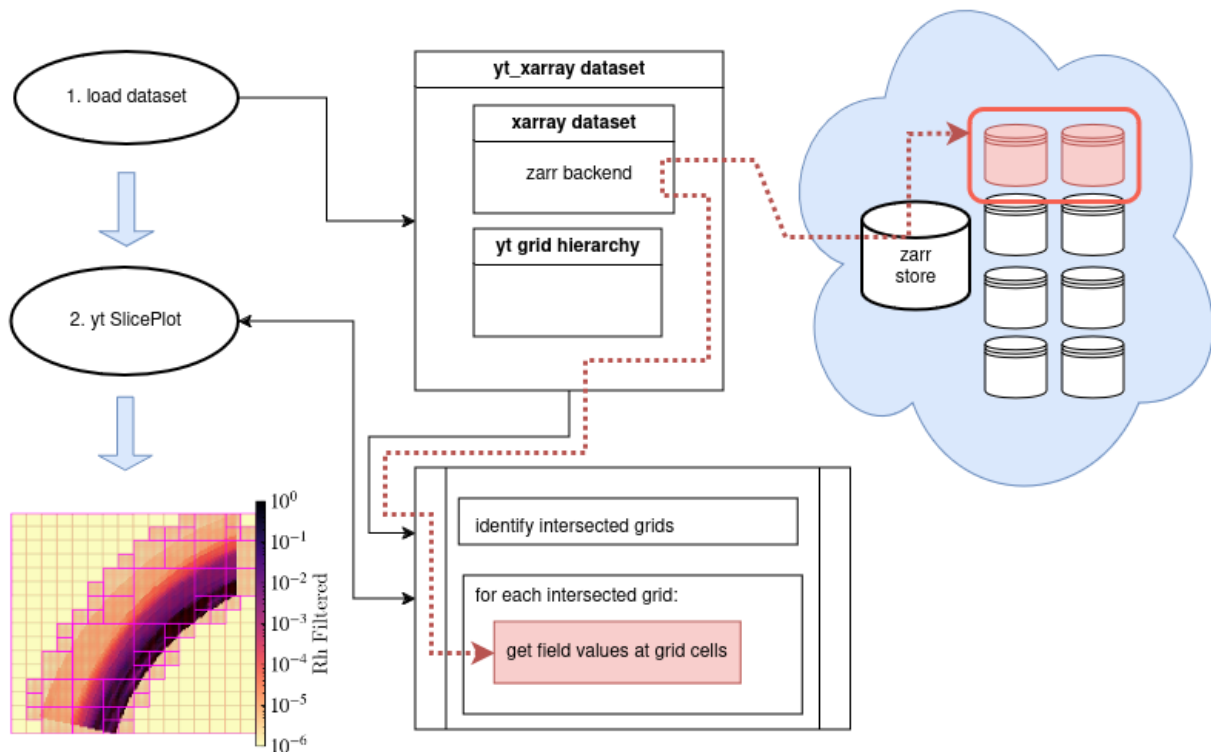 1. load dataset
yt_xarray dataset
xarray dataset
zarr backend
yt grid hierarchy
zarr
store
2. yt SlicePlot
identify intersected grids
for each intersected grid:
get field values at grid cells
10⁰
10⁻¹
10⁻²
10⁻³
10⁻⁴
10⁻⁵
10⁻⁶
Rh Filtered